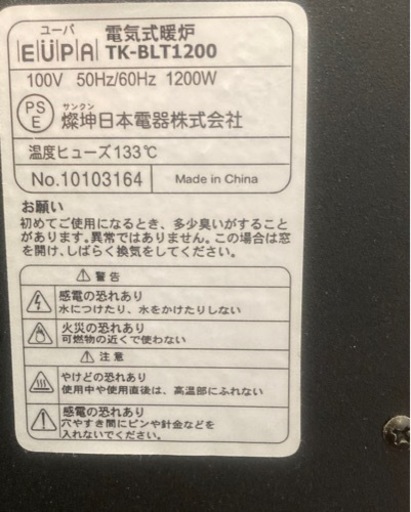 ユーパ
EUPA 電気式暖炉
TK-BLT1200
100V 50Hz/60Hz 1200W
PS
E
サンクン
燦坤日本電器株式会社
温度ヒューズ133℃
No.10103164 Made in China
お願い
初めてご使用になるとき、多少臭いがすること
があります。異常ではありません。この場合は窓
を開け、しばらく換気をしてください。
警告
感電の恐れあり
水につけたり、水をかけたりしない
火災の恐れあり
可燃物の近くで使わない
注意
やけどの恐れあり
使用中や使用直後は、高温部にふれない
感電の恐れあり
穴やすき間にピンや針金などを
入れないでください。